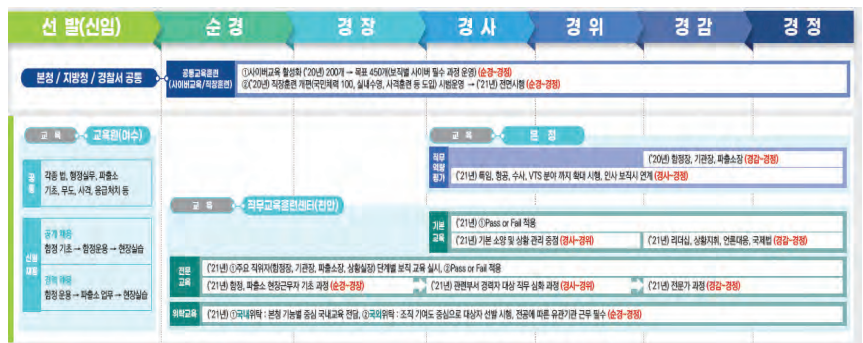 선 발(신임) 순 경 경 장 경 사 경 위 경 감 경 정
본청 / 지방청 / 경찰서 공통
공통교육훈련
(사이버교육/직장훈련)
①사이버교육 활성화 ('20년) 200개 → 목표 450개(보직별 사이버 필수 과정 운영) (순경~경정)
②('20년) 직장훈련 개편(국민체력 100, 실내수영, 사격훈련 등 도입) 시범운영 → ('21년) 전면시행 (순경~경정)
교 육 교육원(여수)
공통
각종 법, 행정실무, 파출소
기초, 무도, 사격, 응급처치 등
신임
공개 채용
함정 기초 → 함정운용 → 현장실습
경력 채용
함정 운용 → 파출소 업무 → 현장실습
교 육 본 청
직무
역량
평가
('20년) 함정장, 기관장, 파출소장 (경감~경정)
('21년) 특임, 항공, 수사, VTS 분야 까지 확대 시행, 인사 보직시 연계 (경사~경정)
교 육 직무교육훈련센터(천안)
기본
교육
('21년) ①Pass or Fail 적용
('21년) 기본 소양 및 상황 관리 중점 (경사~경위)
('21년) 리더십, 상황지휘, 언론대응, 국제법 (경감~경정)
전문
교육
('21년) ①주요 직위자(함정장, 기관장, 파출소장, 상황실장) 단계별 보직 교육 실시, ②Pass or Fail 적용
('21년) 함정, 파출소 현장근무자 기초 과정 (순경~경장)
('21년) 관련부서 경력자 대상 직무 심화 과정 (경사~경위)
('21년) 전문가 과정 (경감~경정)
위탁교육
('21년) ①국내위탁 : 본청 기능별 중심 국내교육 전담, ②국외위탁 : 조직 기여도 중심으로 대상자 선발 시행, 전공에 따른 유관기관 근무 필수 (순경~경정)